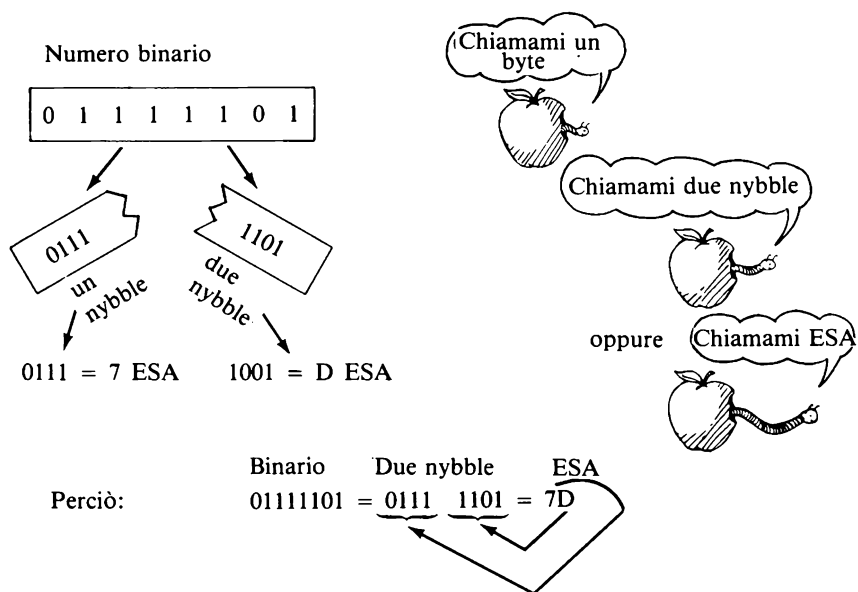 Numero binario
0 1 1 1 1 1 0 1
0111
un
nybble
1101
due
nybble
0111 = 7 ESA 1001 = D ESA
Chiamami un
byte
Chiamami due nybble
oppure Chiamami ESA
Binario Due nybble ESA
Perciò: 01111101 = 0111 1101 = 7D